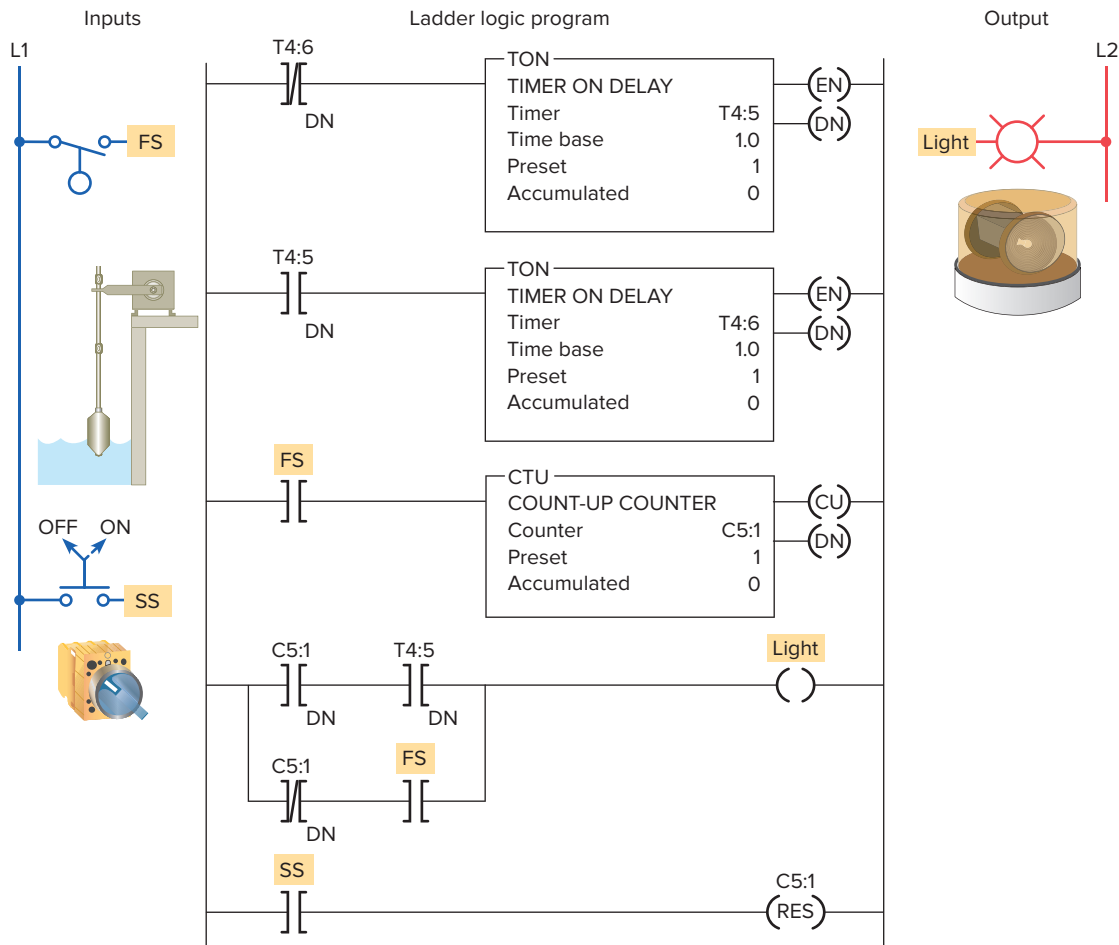 Inputs
Ladder logic program
Output
L1
L2
T4:6
DN
TON
TIMER ON DELAY
Timer T4:5
Time base 1.0
Preset 1
Accumulated 0
EN
DN
FS
Light
T4:5
DN
TON
TIMER ON DELAY
Timer T4:6
Time base 1.0
Preset 1
Accumulated 0
EN
DN
FS
CTU
COUNT-UP COUNTER
Counter C5:1
Preset 1
Accumulated 0
CU
DN
OFF ON
SS
C5:1
DN
T4:5
DN
Light
C5:1
DN
FS
SS
C5:1
RES